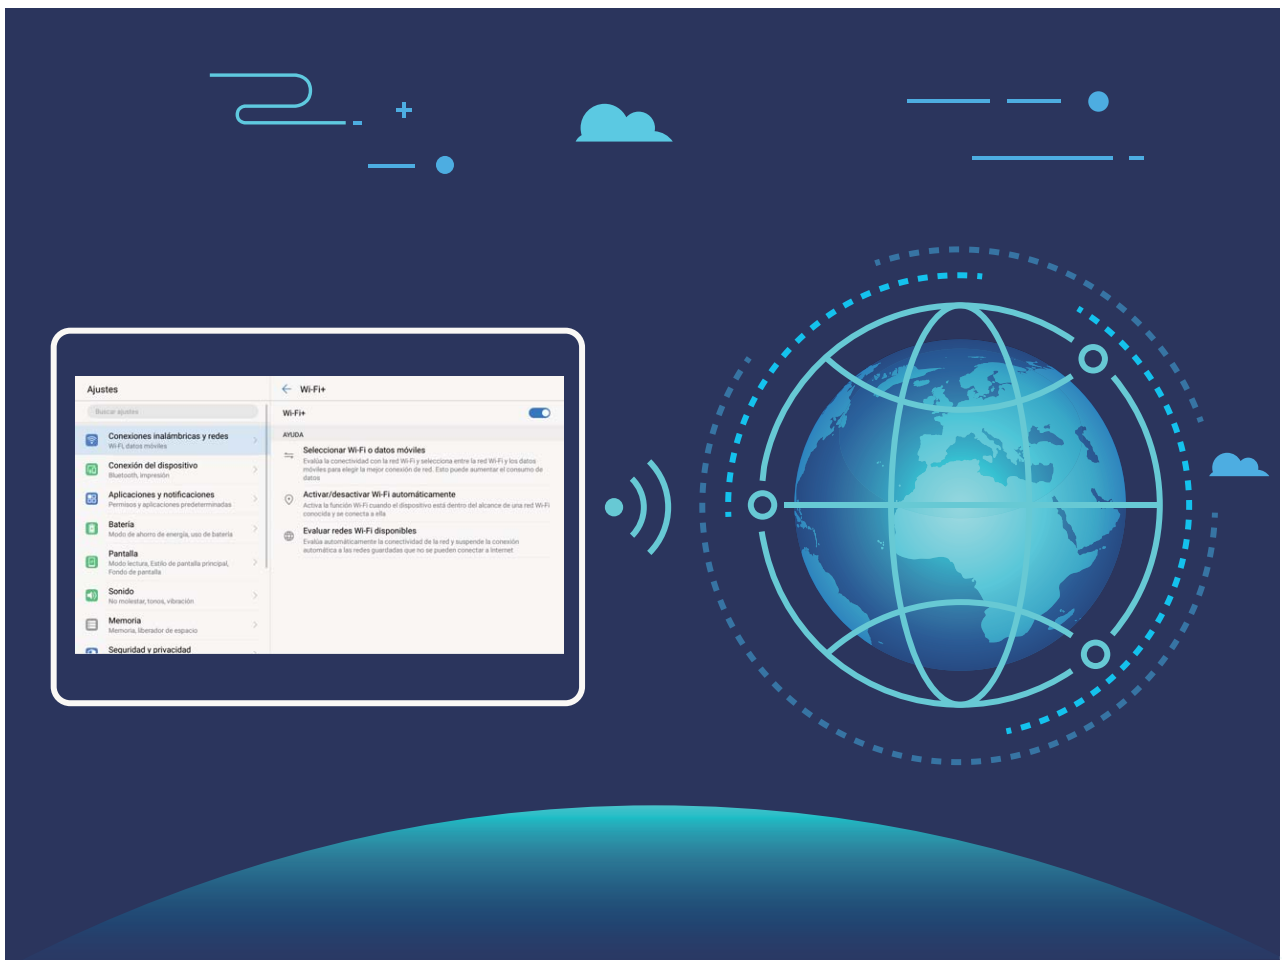 Ajustes
Buscar ajustes
Conexiones inalámbricas y redes
Wi-Fi, datos móviles
Conexión del dispositivo
Bluetooth, Impresión
Aplicaciones y notificaciones
Permisos y aplicaciones predeterminadas
Batería
Modo de ahorro de energía, uso de batería
Pantalla
Modo lectura, Estilo de pantalla principal,
Fondo de pantalla
Sonido
No molestar, tonos, vibración
Memoria
Memoria, liberador de espacio
Seguridad y privacidad
Wi-Fi+
Wi-Fi+
AYUDA
Seleccionar Wi-Fi o datos móviles
Evalúa la conectividad con la red Wi-Fi y selecciona entre la red Wi-Fi y los datos
móviles para elegir la mejor conexión de red. Esto puede aumentar el consumo de
datos
Activar/desactivar Wi-Fi automáticamente
Activa la función Wi-Fi cuando el dispositivo está dentro del alcance de una red Wi-Fi
conocida y se conecta a ella
Evaluar redes Wi-Fi disponibles
Evalúa automáticamente la conectividad de la red y suspende la conexión
automática a las redes guardadas que no se pueden conectar a Internet